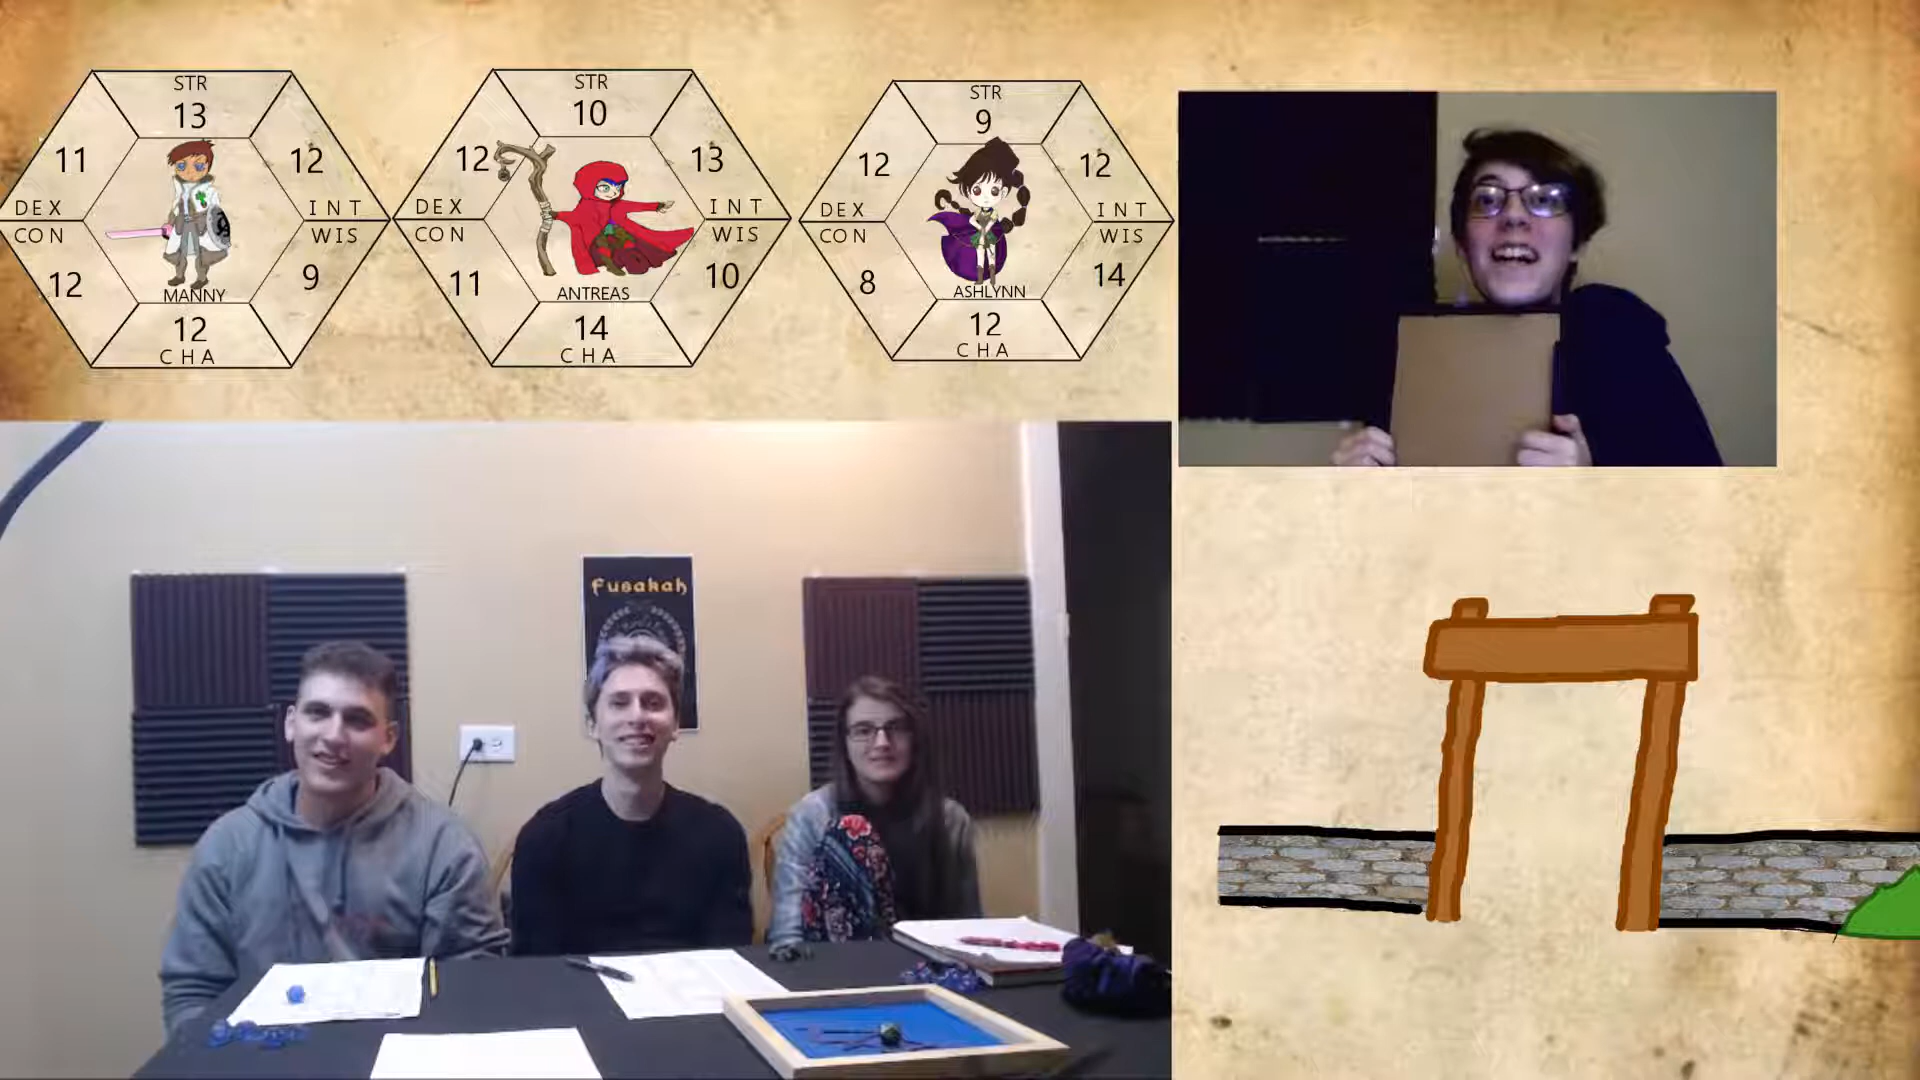 STR
13
11
12
DEX
INT
CON
WIS
12
9
MANNY
12
CHA
STR
10
12
13
DEX
INT
CON
WIS
11
10
ANTREAS
14
CHA
STR
9
12
12
DEX
INT
CON
WIS
8
14
ASHLYNN
12
CHA
Fusakah